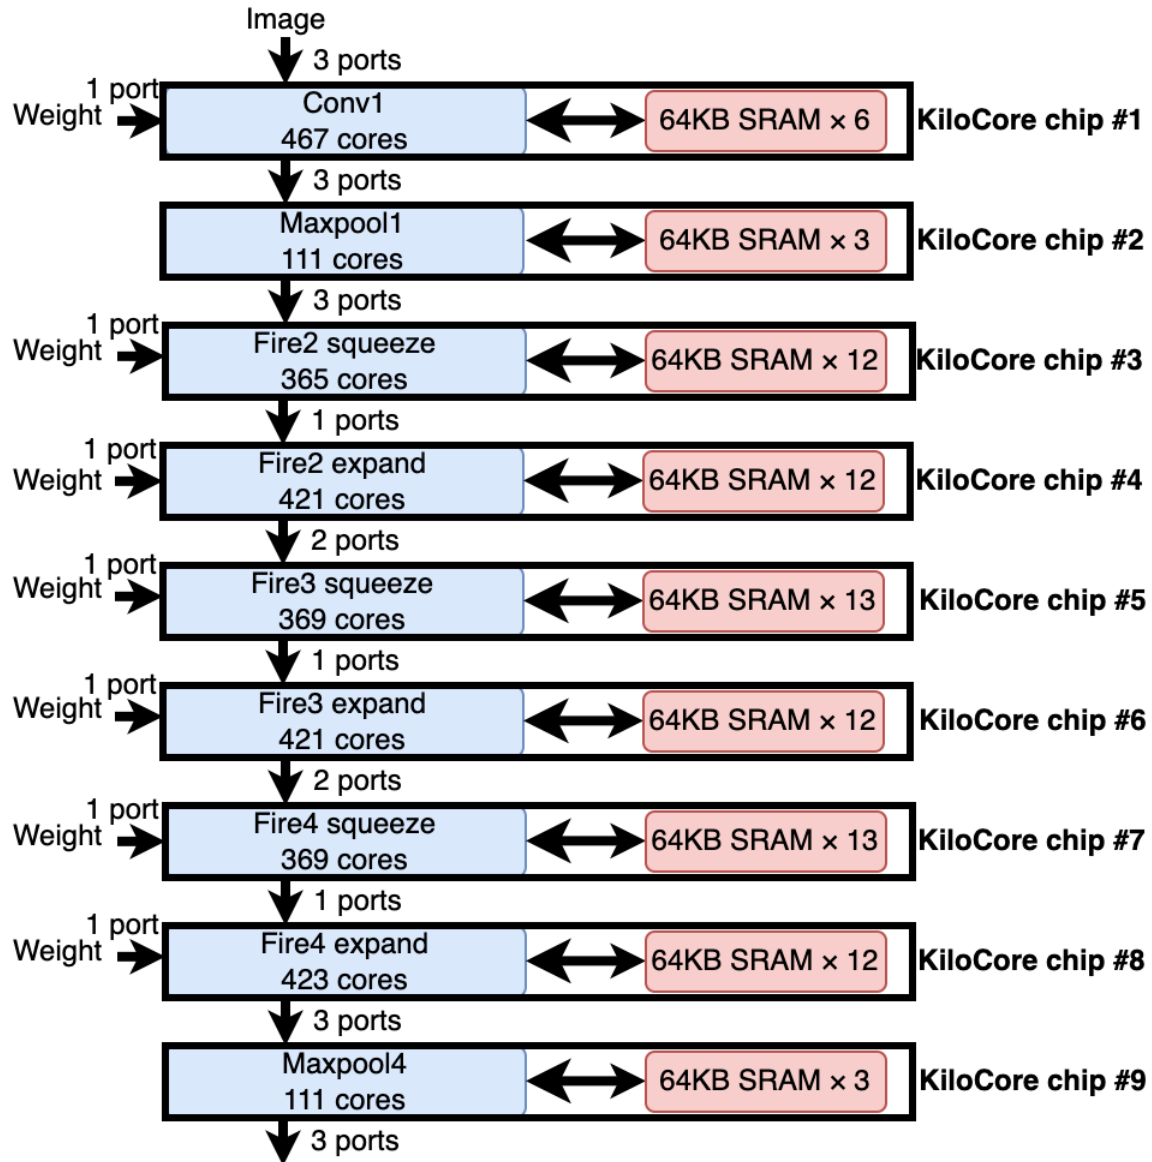 Image
3 ports
1 port
Weight
Conv1
467 cores
64KB SRAM × 6
KiloCore chip #1
3 ports
Maxpool1
111 cores
64KB SRAM × 3
KiloCore chip #2
3 ports
1 port
Weight
Fire2 squeeze
365 cores
64KB SRAM × 12
KiloCore chip #3
1 ports
1 port
Weight
Fire2 expand
421 cores
64KB SRAM × 12
KiloCore chip #4
2 ports
1 port
Weight
Fire3 squeeze
369 cores
64KB SRAM × 13
KiloCore chip #5
1 ports
1 port
Weight
Fire3 expand
421 cores
64KB SRAM × 12
KiloCore chip #6
2 ports
1 port
Weight
Fire4 squeeze
369 cores
64KB SRAM × 13
KiloCore chip #7
1 ports
1 port
Weight
Fire4 expand
423 cores
64KB SRAM × 12
KiloCore chip #8
3 ports
Maxpool4
111 cores
64KB SRAM × 3
KiloCore chip #9
3 ports